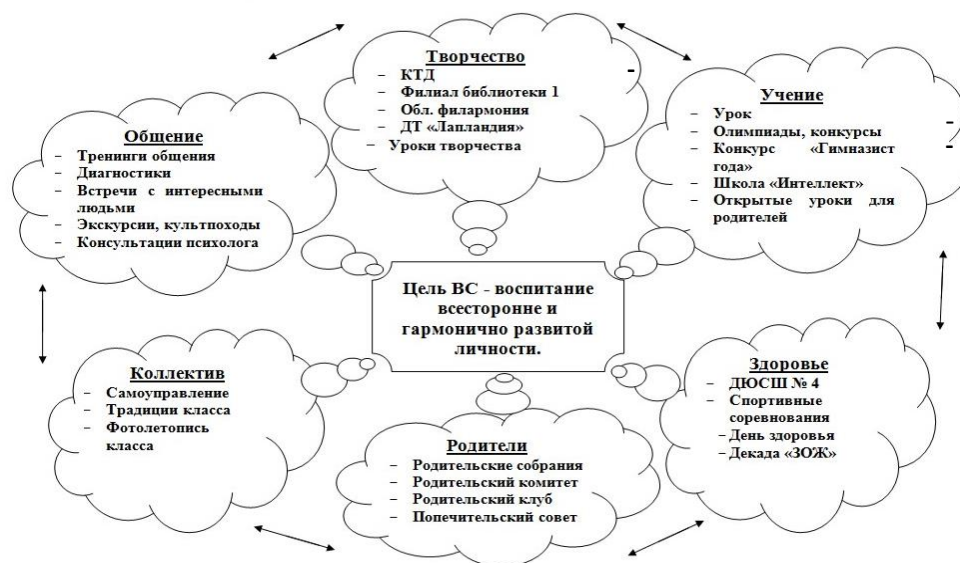 Творчество
– КТД
– Филиал библиотеки 1
– Обл. филармония
– ДТ «Лапландия»
– Уроки творчества
-
Учение
– Урок
– Олимпиады, конкурсы
– Конкурс «Гимназист
года»
– Школа «Интеллект»
– Открытые уроки для
родителей
-
-
Общение
– Тренинги общения
– Диагностики
– Встречи с интересными
людьми
– Экскурсии, культпоходы
– Консультации психолога
Цель ВС - воспитание
всесторонне и
гармонично развитой
личности.
Коллектив
– Самоуправление
– Традиции класса
– Фотолетопись
класса
Родители
– Родительские собрания
– Родительский комитет
– Родительский клуб
– Попечительский совет
Здоровье
– ДЮСШ № 4
– Спортивные
соревнования
– День здоровья
– Декада «ЗОЖ»